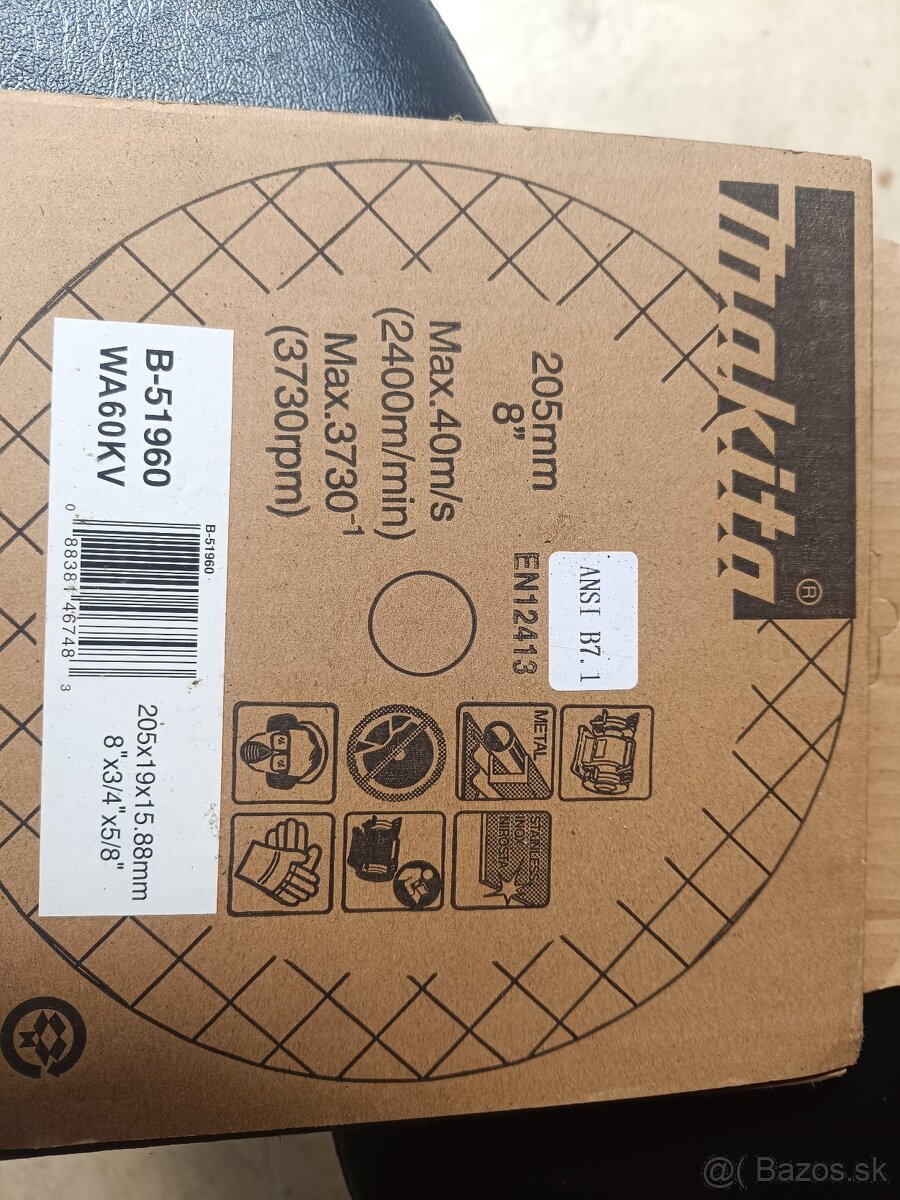 makita®
205mm
8"
Max.40m/s
(2400m/min)
Max.3730-1
(3730rpm)
ANSI B7.1
EN12413
METAL
STAINLESS
INOX
NIROSTA
B-51960
WA60KV
B-51960
0 88381 46748 3
205x19x15.88mm
8"x3/4"x5/8"
@( Bazos.sk